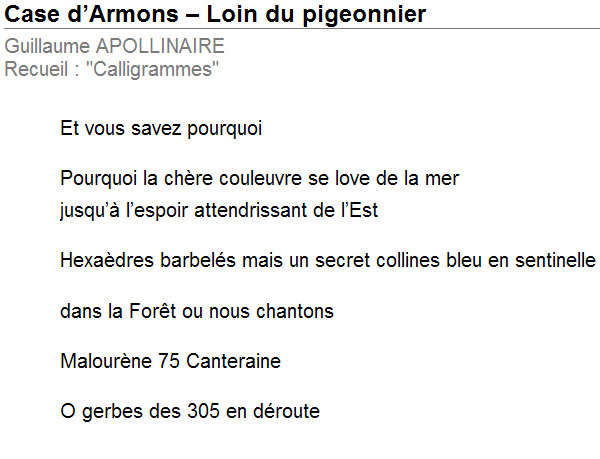 Case d’Armons – Loin du pigeonnier
Guillaume APOLLINAIRE
Recueil : "Calligrammes"
Et vous savez pourquoi
Pourquoi la chère couleuvre se love de la mer
jusqu’à l’espoir attendrissant de l’Est
Hexaèdres barbelés mais un secret collines bleu en sentinelle
dans la Forêt ou nous chantons
Malourène 75 Canteraine
O gerbes des 305 en déroute